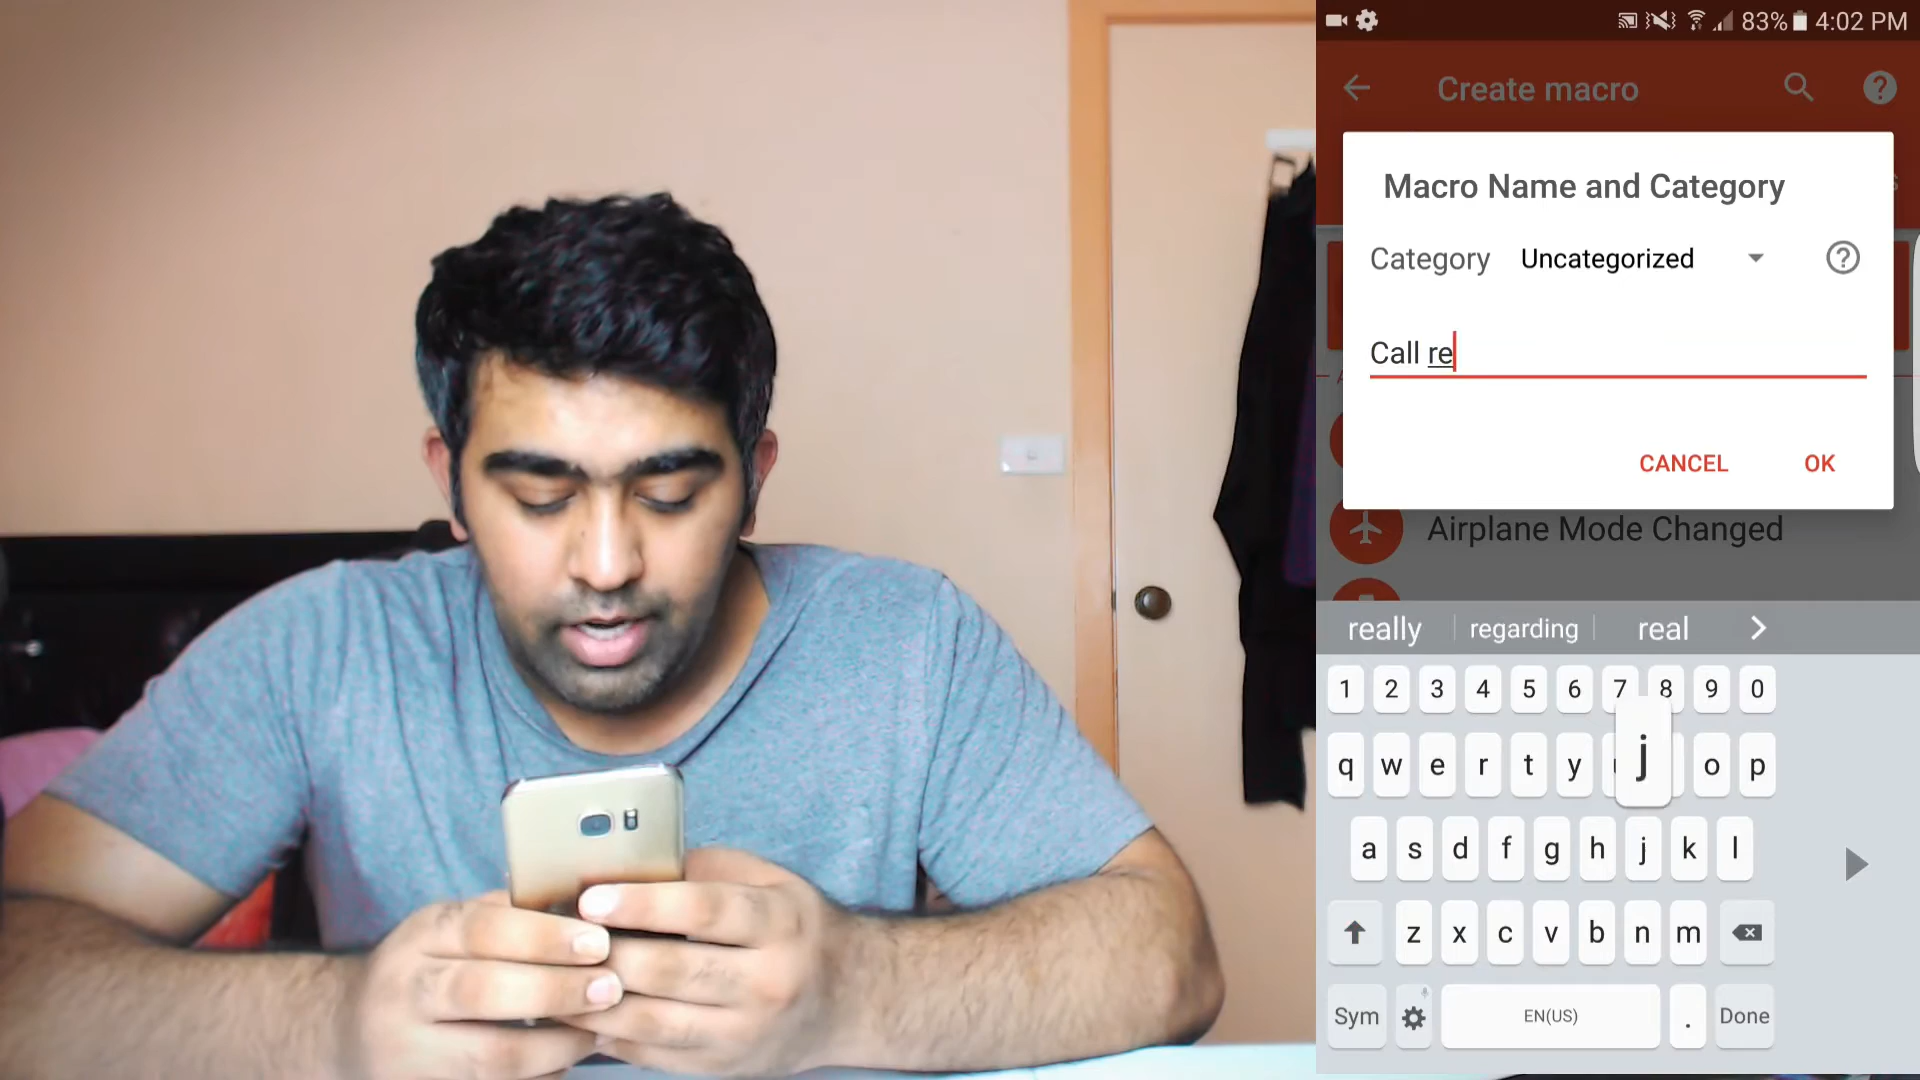 83% 4:02 PM
Create macro
Macro Name and Category
Category Uncategorized
Call re
CANCEL OK
Airplane Mode Changed
really regarding real
1 2 3 4 5 6 7 8 9 0
q w e r t y j o p
a s d f g h j k l
z x c v b n m
Sym EN(US) . Done